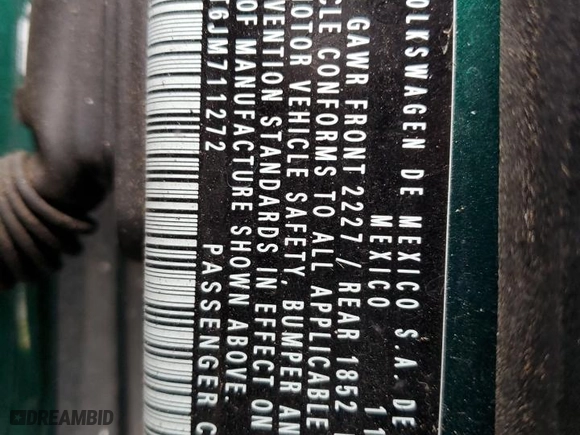 OLKSWAGEN DE MEXICO S.A. DE
MEXICO 11
GAWR FRONT 2227 / REAR 1852
CLE CONFORMS TO ALL APPLICABLE
OTOR VEHICLE SAFETY, BUMPER AN
VENTION STANDARDS IN EFFECT ON
OF MANUFACTURE SHOWN ABOVE.
6JM711272 PASSENGER C
DREAMBID